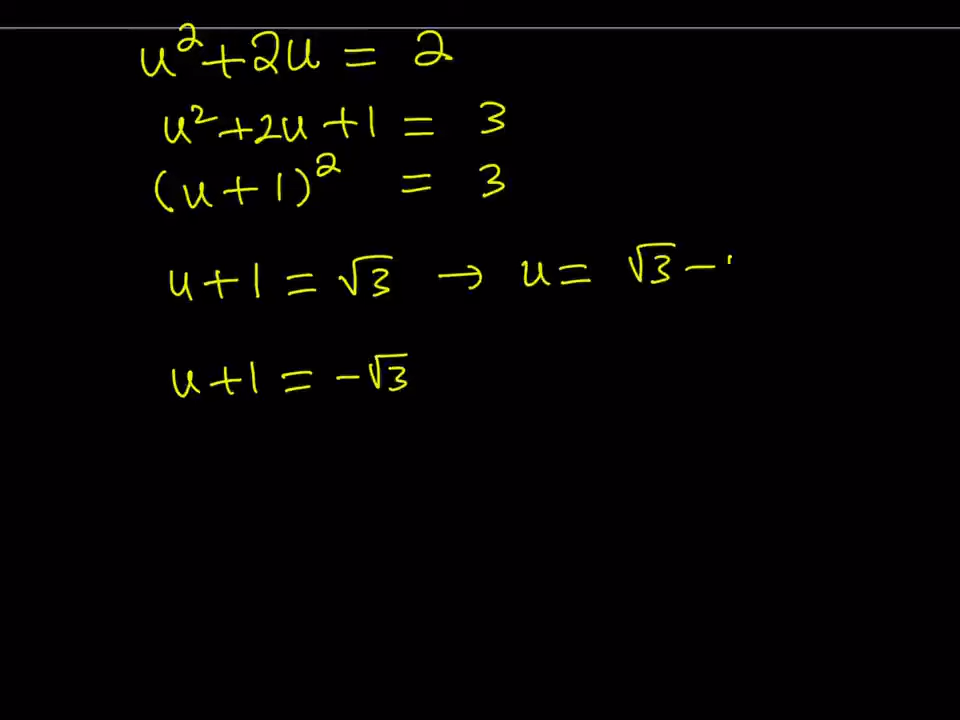 u²+2u = 2
u²+2u+1 = 3
(u+1)² = 3
u+1 = √3 → u = √3 -
u+1 = -√3